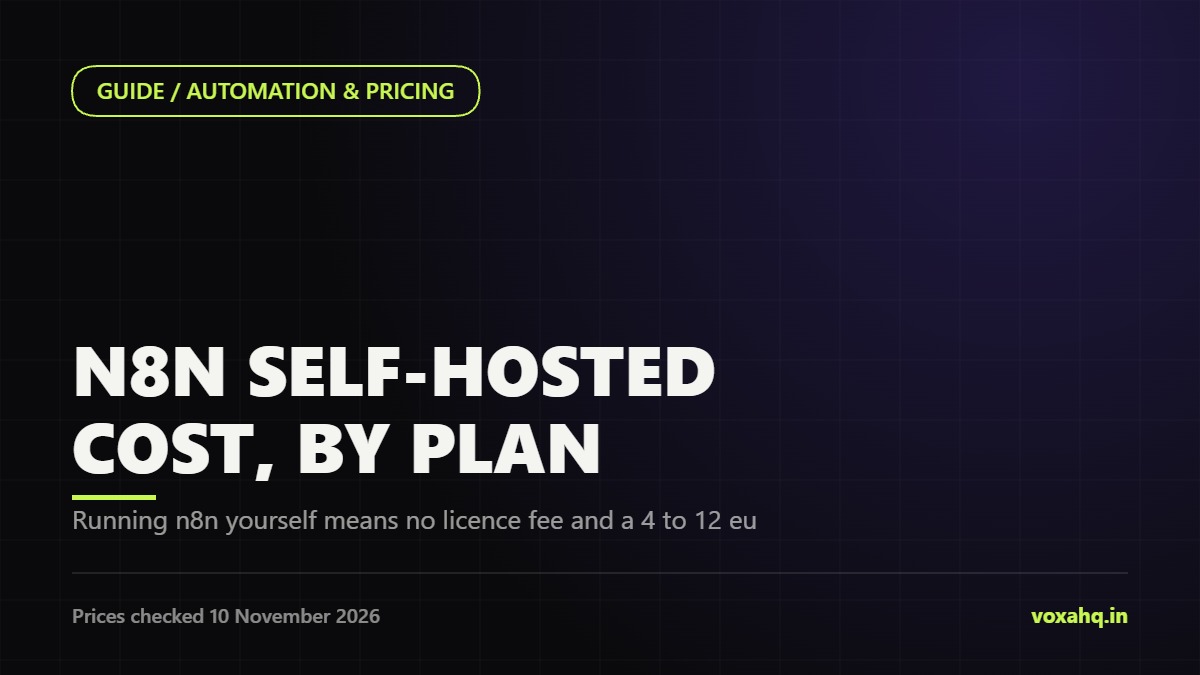 GUIDE / AUTOMATION & PRICING
N8N SELF-HOSTED
COST, BY PLAN
Running n8n yourself means no licence fee and a 4 to 12 eu
Prices checked 10 November 2026
voxahq.in